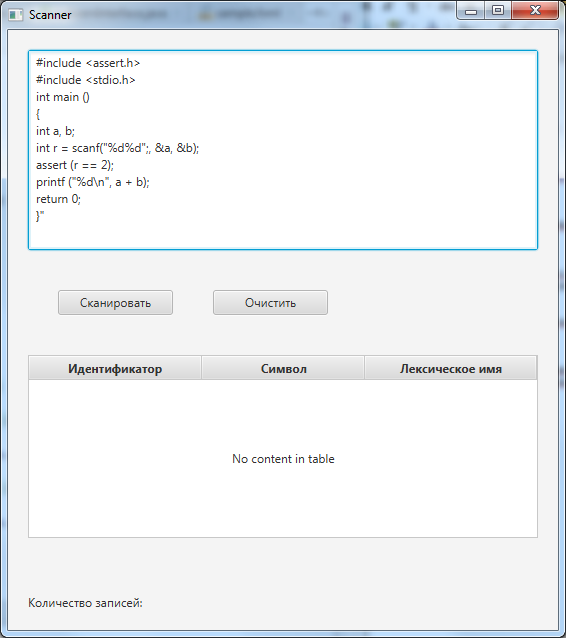 Scanner
#include <assert.h>
#include <stdio.h>
int main ()
{
int a, b;
int r = scanf("%d%d";, &a, &b);
assert (r == 2);
printf ("%d\n", a + b);
return 0;
}"
Сканировать Очистить
Идентификатор Символ Лексическое имя
No content in table
Количество записей: